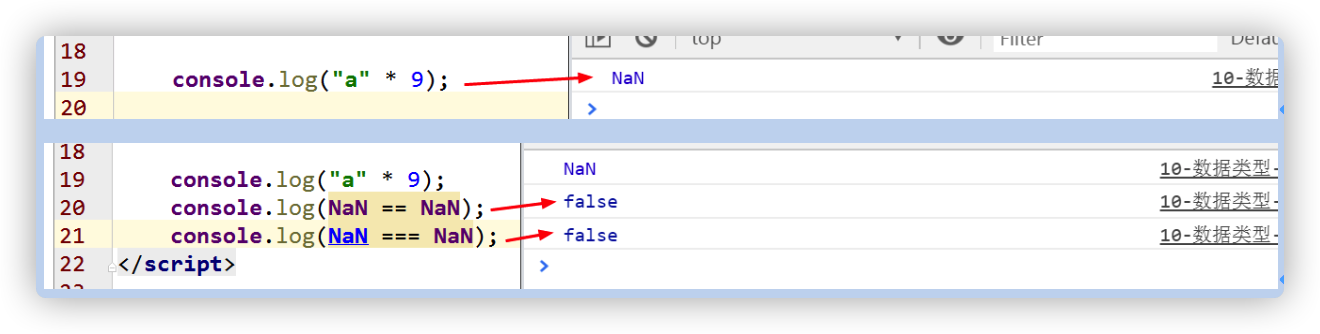 18
top
Filter
19 console.log("a" * 9);
NaN
10-数据
20
18
19 console.log("a" * 9);
NaN
10-数据类型-
20 console.log(NaN == NaN);
false
10-数据类型-
21 console.log(NaN === NaN);
false
10-数据类型-
22 </script>